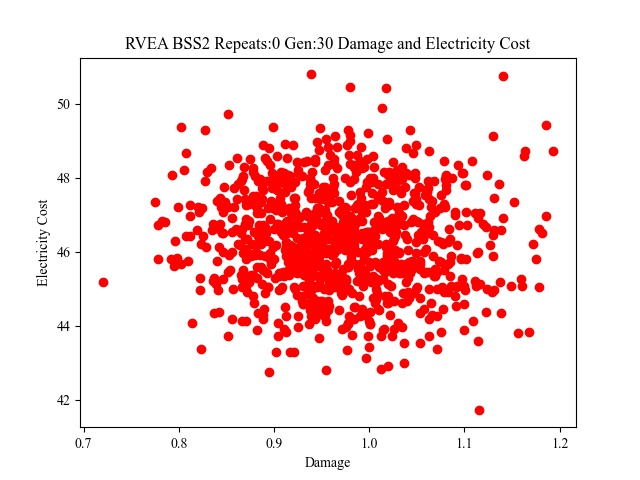 RVEA BSS2 Repeats:0 Gen:30 Damage and Electricity Cost
50
48
46
44
42
Electricity Cost
0.7 0.8 0.9 1.0 1.1 1.2
Damage